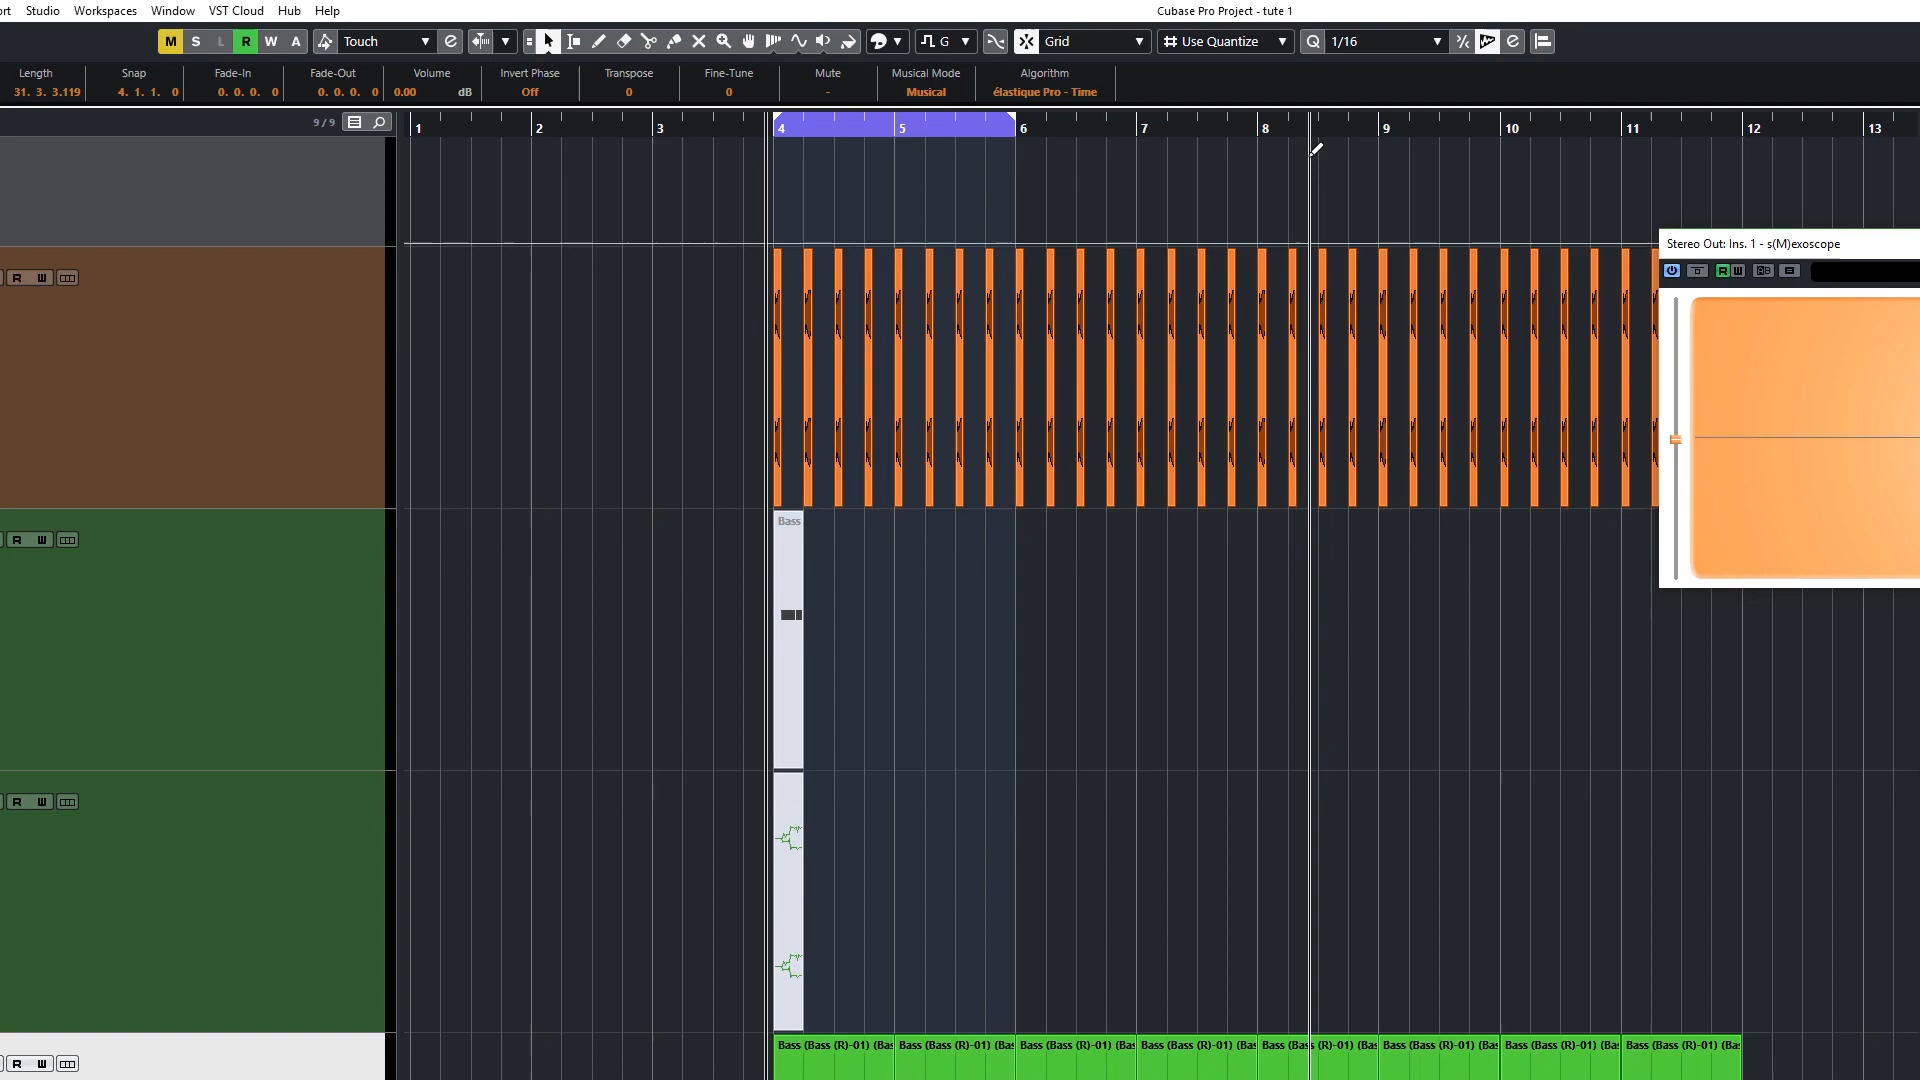 ort Studio Workspaces Window VST Cloud Hub Help
Cubase Pro Project - tute 1
M S L R W A Touch G Grid Use Quantize Q 1/16
Length Snap Fade-In Fade-Out Volume Invert Phase Transpose Fine-Tune Mute Musical Mode Algorithm
31. 3. 3.119 4. 1. 1. 0 0. 0. 0. 0 0. 0. 0. 0 0.00 dB Off 0 0 - Musical élastique Pro - Time
9 / 9
1 2 3 4 5 6 7 8 9 10 11 12 13
Stereo Out: Ins. 1 - s(M)exoscope
R W
R W
Bass
R W
R W
Bass (Bass (R)-01) (Bas Bass (Bass (R)-01) (Bas Bass (Bass (R)-01) (Bas Bass (Bass (R)-01) (Bas Bass (Bas s (R)-01) (Bas Bass (Bass (R)-01) (Bas Bass (Bass (R)-01) (Bas Bass (Bass (R)-01) (Bas
R W